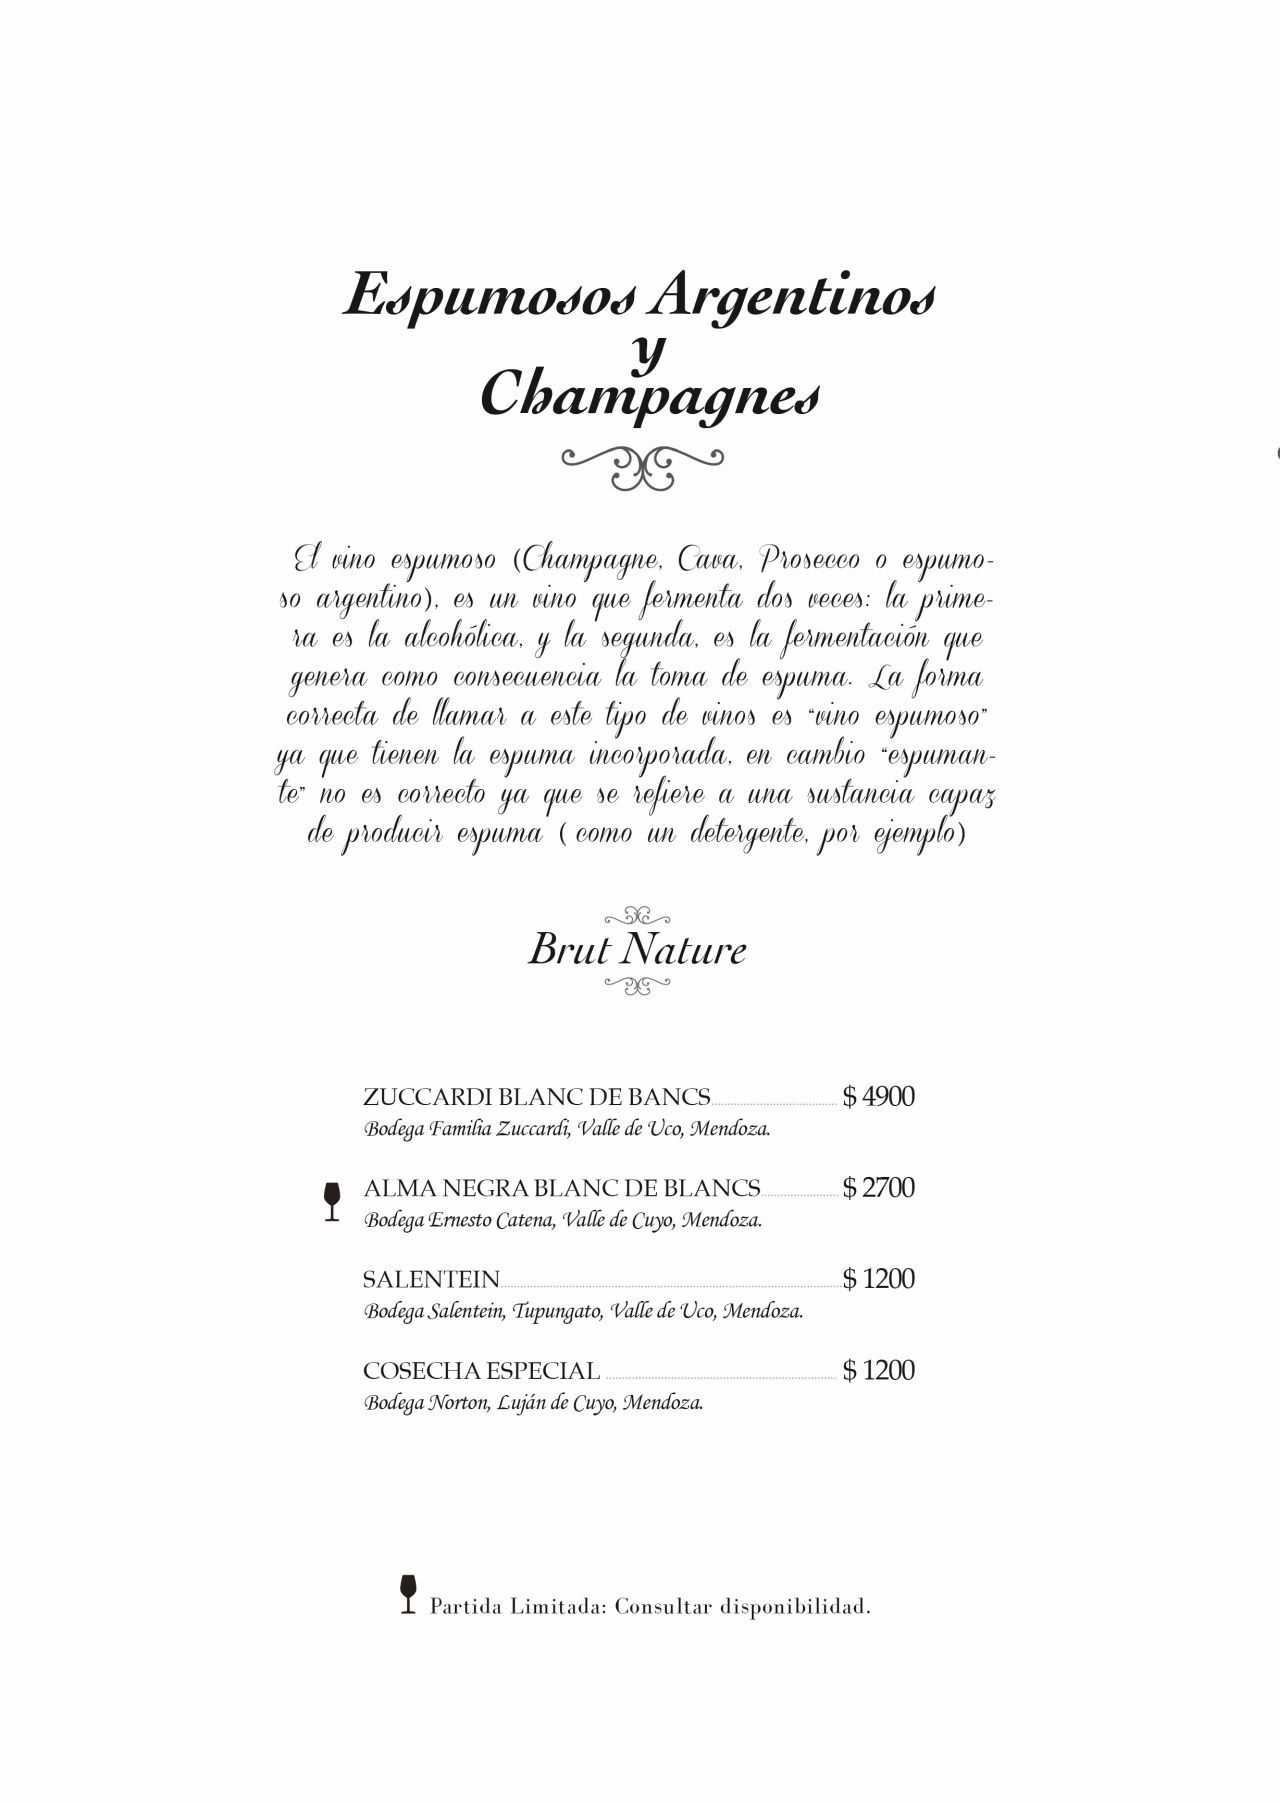 Espumosos Argentinos
y
Champagnes
El vino espumoso (Champagne, Cava, Prosecco o espumo-
so argentino), es un vino que fermenta dos veces: la prime-
ra es la alcohólica, y la segunda, es la fermentación que
genera como consecuencia la toma de espuma. La forma
correcta de llamar a este tipo de vinos es “vino espumoso”
ya que tienen la espuma incorporada, en cambio “espuman-
te” no es correcto ya que se refiere a una sustancia capaz
de producir espuma ( como un detergente, por ejemplo)
Brut Nature
ZUCCARDI BLANC DE BANCS $ 4900
Bodega Familia Zuccardi, Valle de Uco, Mendoza.
ALMA NEGRA BLANC DE BLANCS $ 2700
Bodega Ernesto Catena, Valle de Cuyo, Mendoza.
SALENTEIN $ 1200
Bodega Salentein, Tupungato, Valle de Uco, Mendoza.
COSECHA ESPECIAL $ 1200
Bodega Norton, Luján de Cuyo, Mendoza.
Partida Limitada: Consultar disponibilidad.